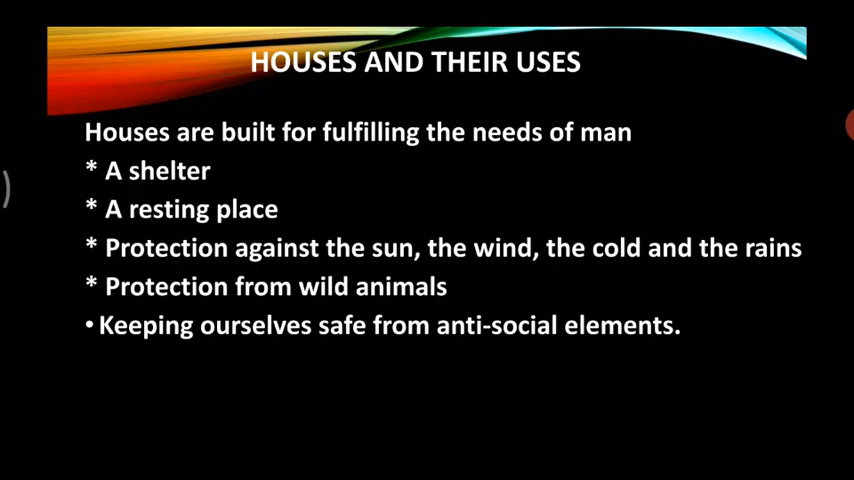 HOUSES AND THEIR USES
Houses are built for fulfilling the needs of man
* A shelter
* A resting place
* Protection against the sun, the wind, the cold and the rains
* Protection from wild animals
• Keeping ourselves safe from anti-social elements.